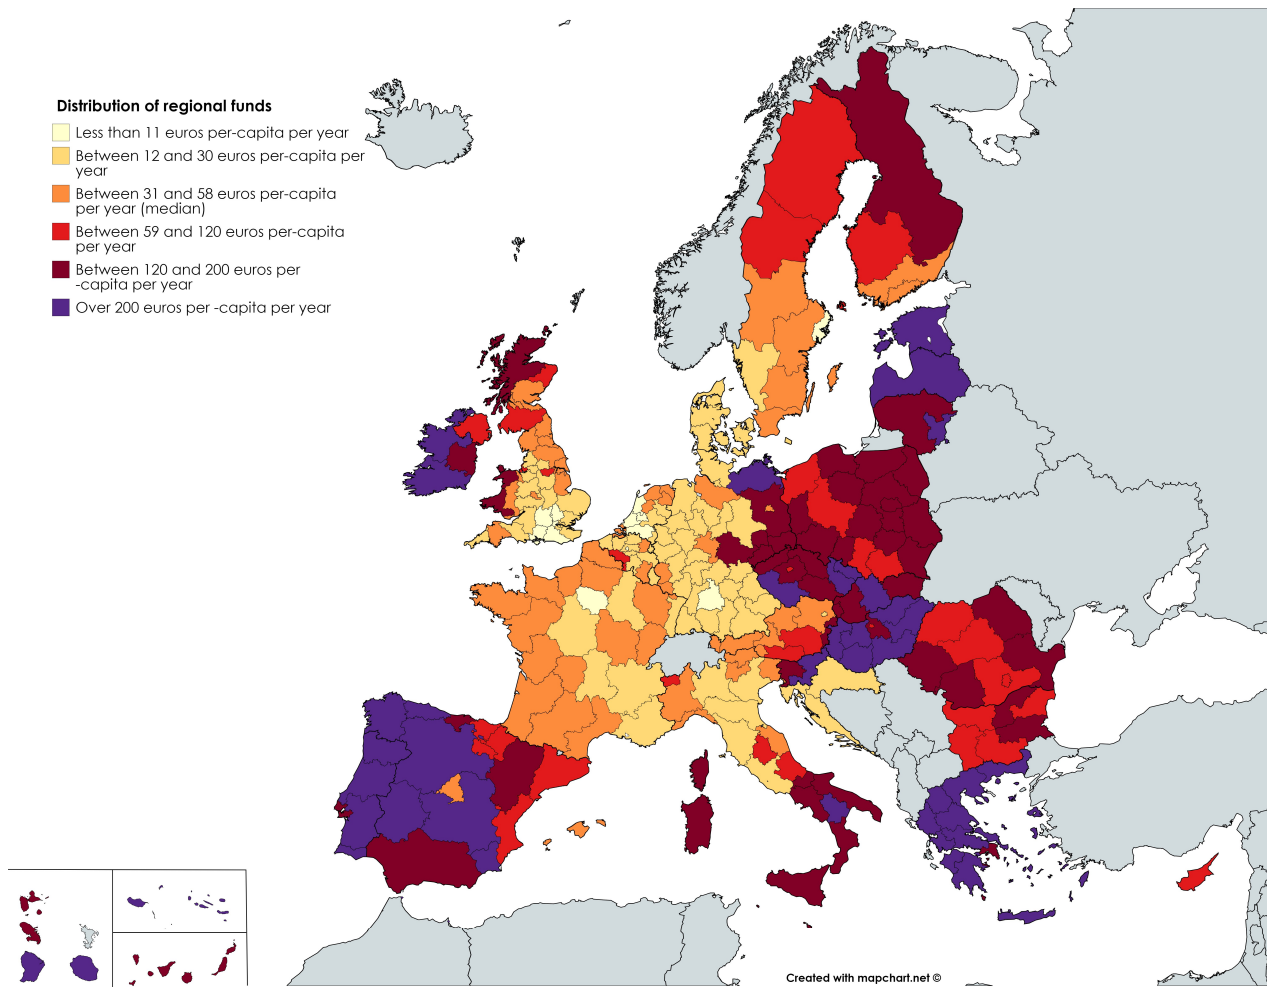 Distribution of regional funds
Less than 11 euros per-capita per year
Between 12 and 30 euros per-capita per
year
Between 31 and 58 euros per-capita
per year (median)
Between 59 and 120 euros per-capita
per year
Between 120 and 200 euros per
-capita per year
Over 200 euros per -capita per year
Created with mapchart.net ©